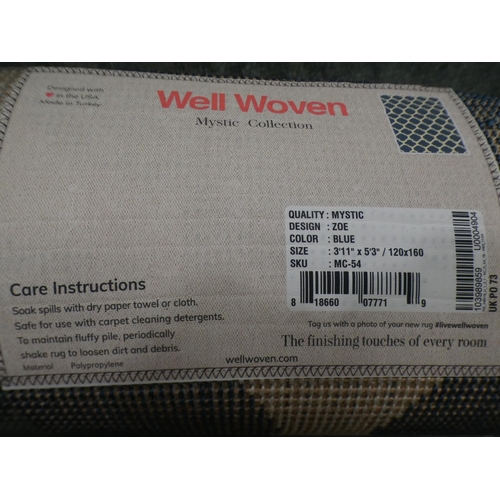 Designed with
♥ in the USA,
Made in Turkey
Well Woven
Mystic Collection
QUALITY : MYSTIC
DESIGN : ZOE
COLOR : BLUE
SIZE : 3'11" x 5'3" / 120x160
SKU : MC-54
8 18660 07771 9
103989859 U0004904
UK PO 73
Care Instructions
Soak spills with dry paper towel or cloth.
Safe for use with carpet cleaning detergents.
To maintain fluffy pile, periodically
shake rug to loosen dirt and debris.
Material Polypropylene
Tag us with a photo of your new rug #livewellwoven
The finishing touches of every room
wellwoven.com